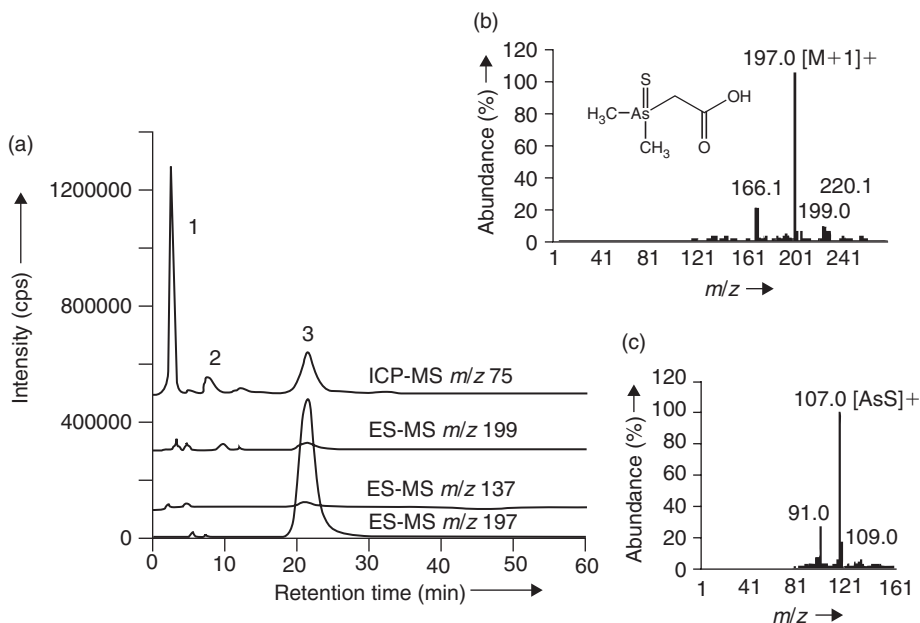 (a)
Intensity (cps)
1200000
800000
400000
0
1
2
3
ICP-MS m/z 75
ES-MS m/z 199
ES-MS m/z 137
ES-MS m/z 197
0 10 20 30 40 50 60
Retention time (min)
(b)
Abundance (%)
120
100
80
60
40
20
0
197.0 [M+1]+
S
H₃C As OH
CH₃ O
166.1 220.1
199.0
1 41 81 121 161 201 241
m/z
(c)
Abundance (%)
120
100
80
60
40
20
0
107.0 [AsS]+
91.0
109.0
1 41 81 121 161
m/z